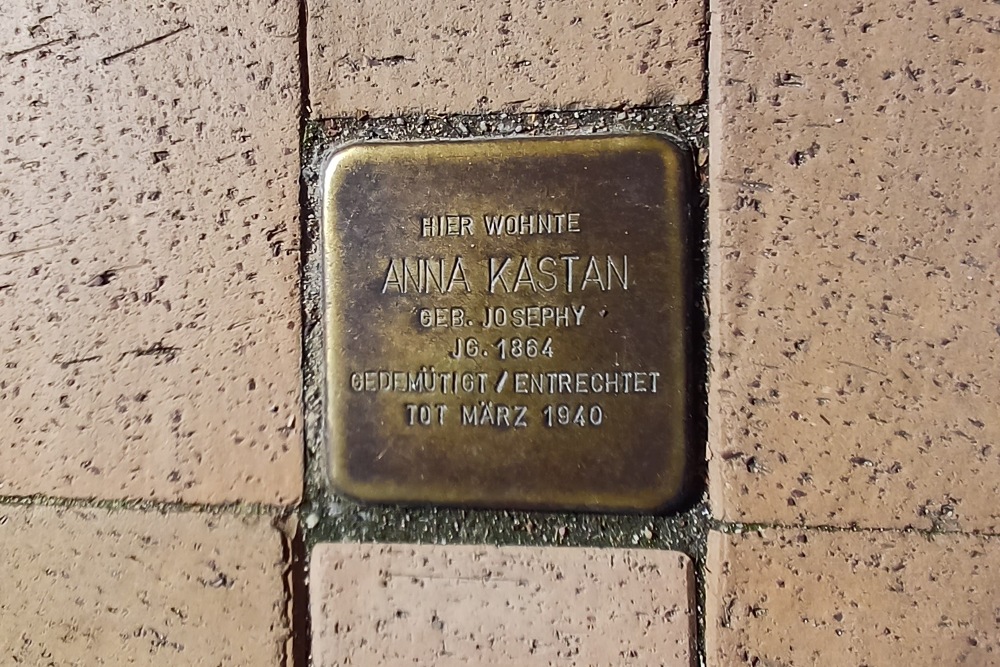 HIER WOHNTE
ANNA KASTAN
GEB. JOSEPHY
JG. 1864
GEDEMÜTIGT / ENTRECHTET
TOT MÄRZ 1940